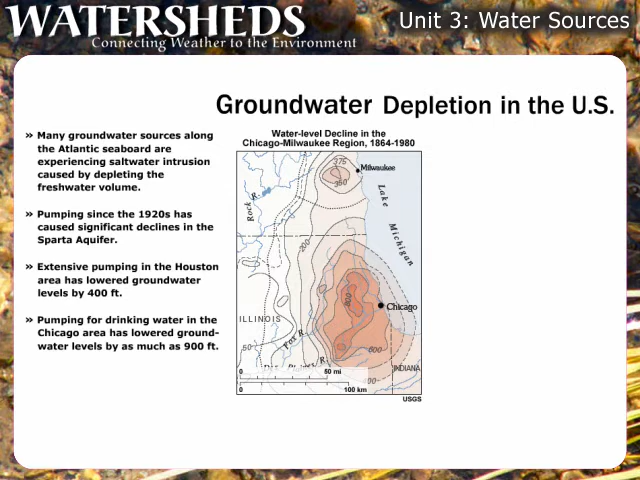 WATERSHEDS
Connecting Weather to the Environment
Unit 3: Water Sources
Groundwater Depletion in the U.S.
» Many groundwater sources along
the Atlantic seaboard are
experiencing saltwater intrusion
caused by depleting the
freshwater volume.
» Pumping since the 1920s has
caused significant declines in the
Sparta Aquifer.
» Extensive pumping in the Houston
area has lowered groundwater
levels by 400 ft.
» Pumping for drinking water in the
Chicago area has lowered ground-
water levels by as much as 900 ft.
Water-level Decline in the
Chicago-Milwaukee Region, 1864-1980
375
Milwaukee
350
Rock R.
Lake Michigan
200
800
Chicago
ILLINOIS
Fox R.
50
600
INDIANA
0 50 mi
0 100 km
USGS